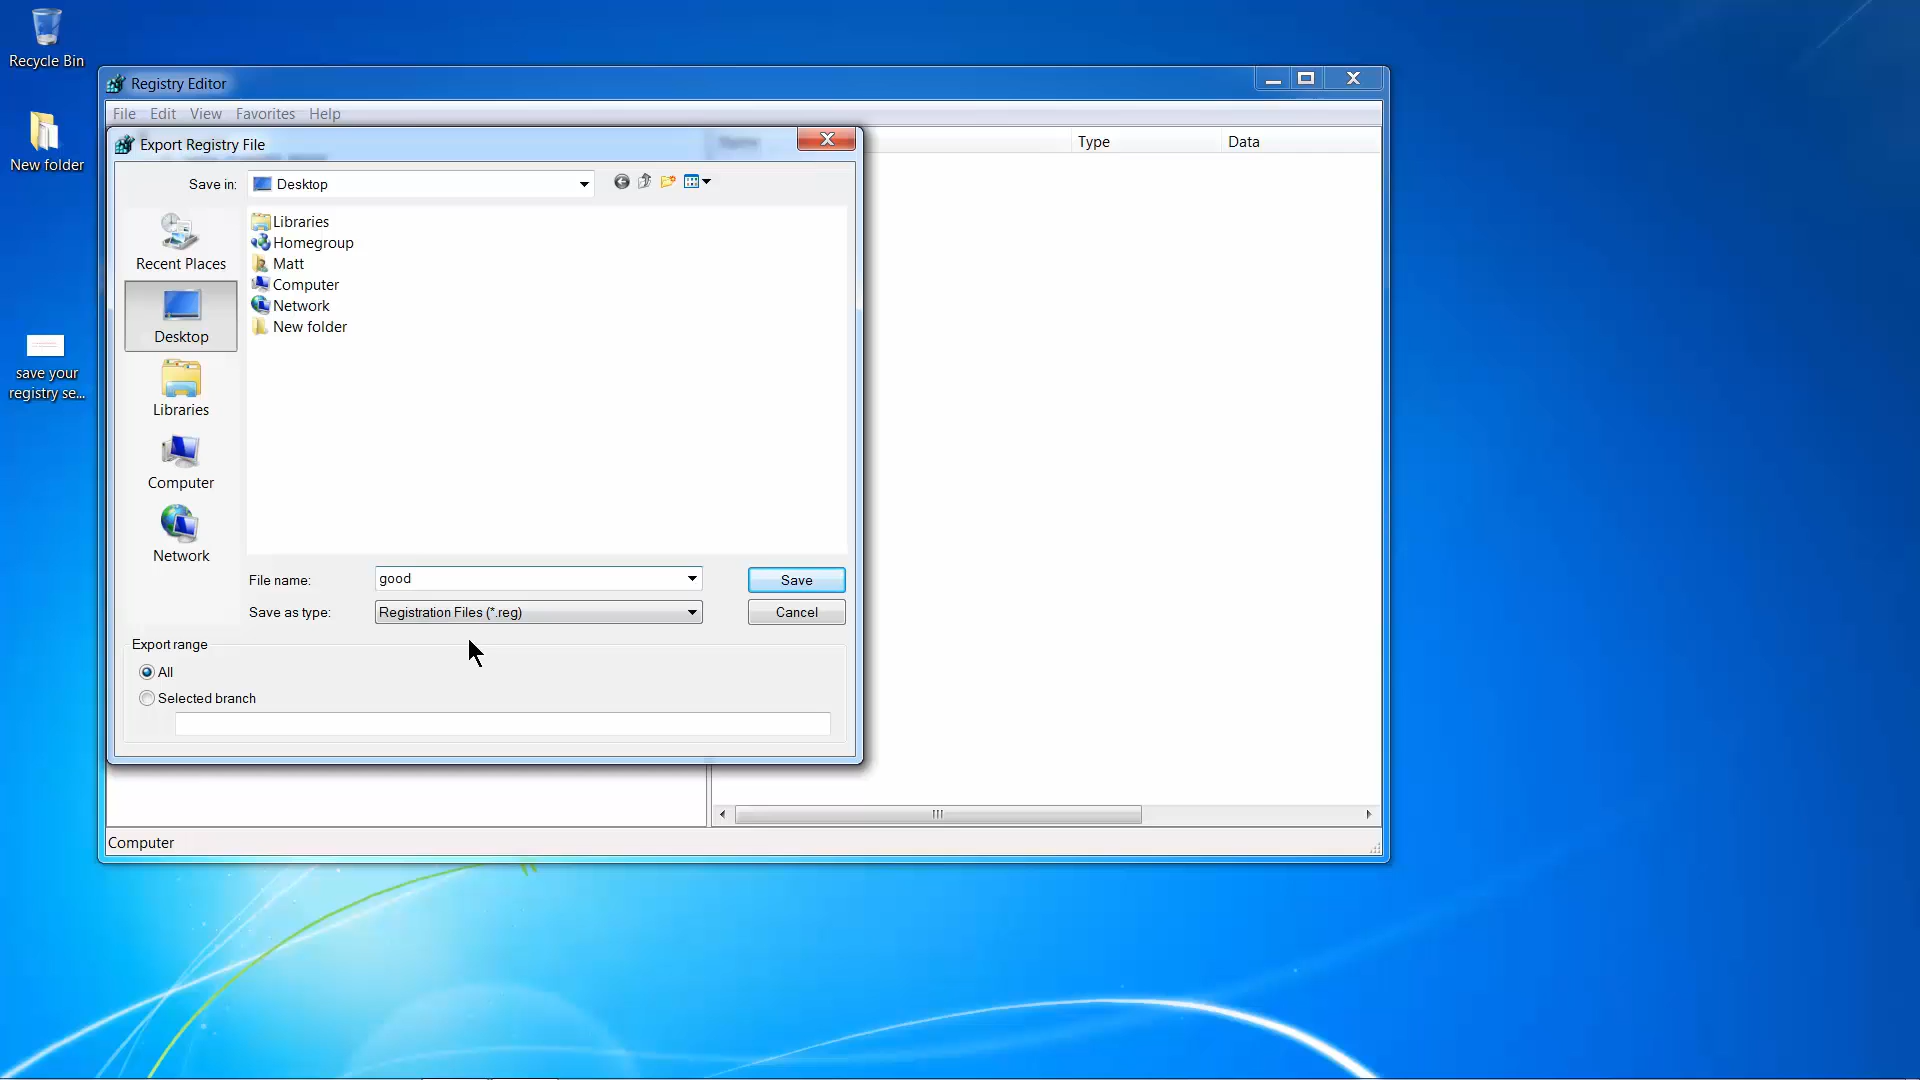 Recycle Bin
New folder
save your
registry se...
Registry Editor
File Edit View Favorites Help
Export Registry File
Name Type Data
Save in: Desktop
Recent Places
Desktop
Libraries
Computer
Network
Libraries
Homegroup
Matt
Computer
Network
New folder
File name: good Save
Save as type: Registration Files (*.reg) Cancel
Export range
All
Selected branch
Computer